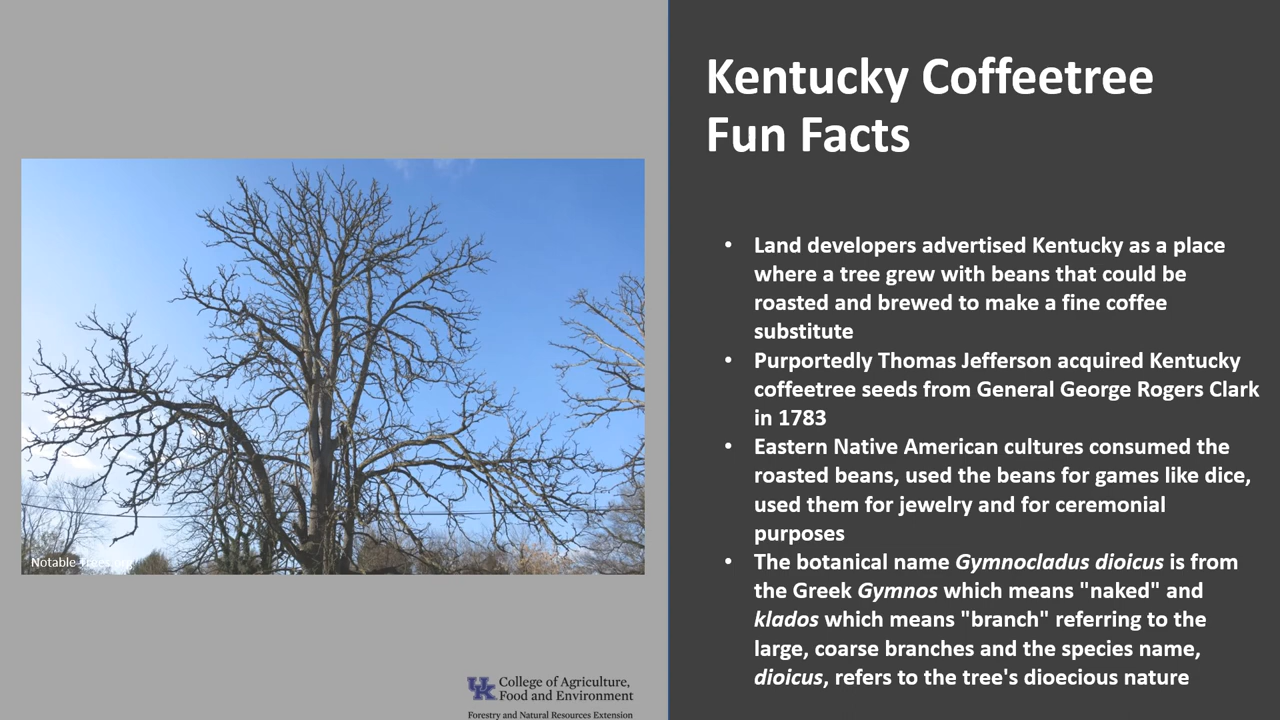 Kentucky Coffeetree
Fun Facts
• Land developers advertised Kentucky as a place
where a tree grew with beans that could be
roasted and brewed to make a fine coffee
substitute
• Purportedly Thomas Jefferson acquired Kentucky
coffeetree seeds from General George Rogers Clark
in 1783
• Eastern Native American cultures consumed the
roasted beans, used the beans for games like dice,
used them for jewelry and for ceremonial
purposes
• The botanical name Gymnocladus dioicus is from
the Greek Gymnos which means "naked" and
klados which means "branch" referring to the
large, coarse branches and the species name,
dioicus, refers to the tree's dioecious nature
Notable
UK
College of Agriculture,
Food and Environment
Forestry and Natural Resources Extension